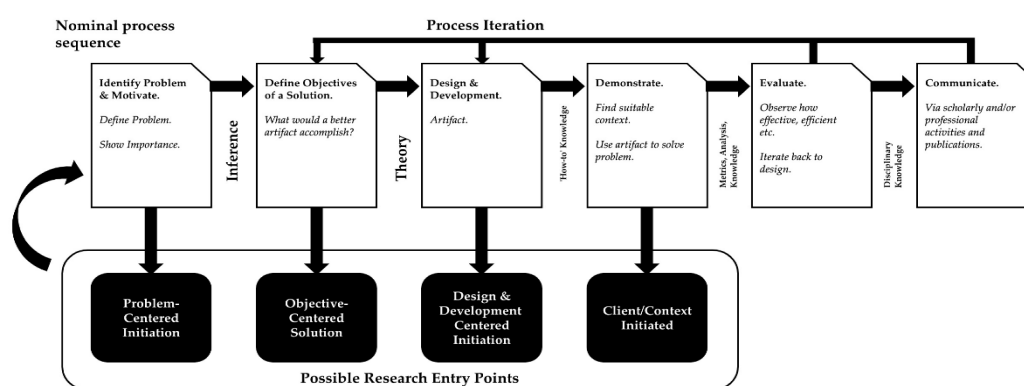 Nominal process
sequence
Process Iteration
Identify Problem
& Motivate.
Define Problem.
Show Importance.
Inference
Define Objectives
of a Solution.
What would a better
artifact accomplish?
Theory
Design &
Development.
Artifact.
'How-to' Knowledge
Demonstrate.
Find suitable
context.
Use artifact to solve
problem.
Metrics, Analysis,
Knowledge
Evaluate.
Observe how
effective, efficient
etc.
Iterate back to
design.
Disciplinary
Knowledge
Communicate.
Via scholarly and/or
professional
activities and
publications.
Problem-
Centered
Initiation
Objective-
Centered
Solution
Design &
Development
Centered
Initiation
Client/Context
Initiated
Possible Research Entry Points